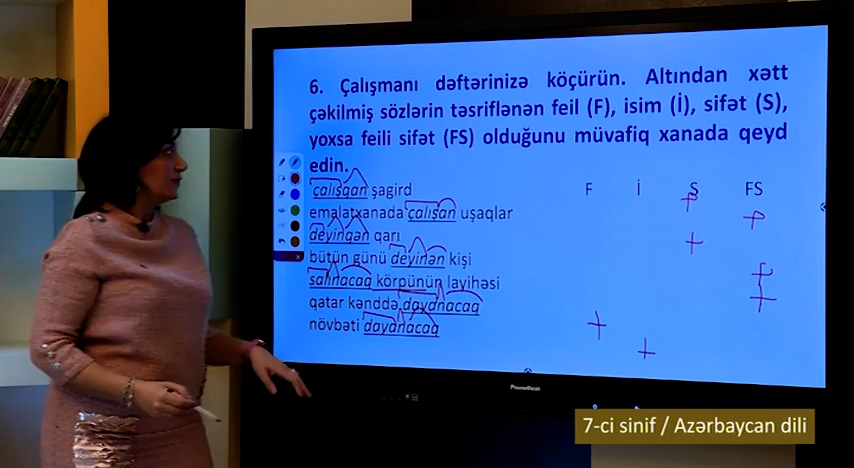 6. Çalışmanı dəftərinizə köçürün. Altından xətt
çəkilmiş sözlərin təsriflənən feil (F), isim (İ), sifət (S),
yoxsa feili sifət (FS) olduğunu müvafiq xanada qeyd
edin.
F İ S FS
çalışqan şagird
emalatxanada çalışan uşaqlar
deyingən qarı
bütün günü deyinən kişi
salınacaq körpünün layihəsi
qatar kənddə dayanacaq
növbəti dayanacaq
Promethean
7-ci sinif / Azərbaycan dili